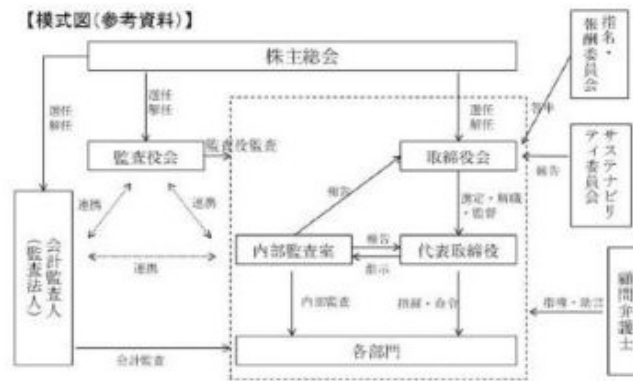 【模式図(参考資料)】
株主総会
指名・
報酬委員会
選任
解任
選任
解任
選任
解任
答申
監査役会
監査役監査
取締役会
サステナビリ
ティ委員会
報告
報告
連携
連携
選定・解職
・監督
内部監査室
報告
指示
代表取締役
連携
会計監査人
(監査法人)
内部監査
指揮・命令
指導・助言
顧問弁護士
会計監査
各部門